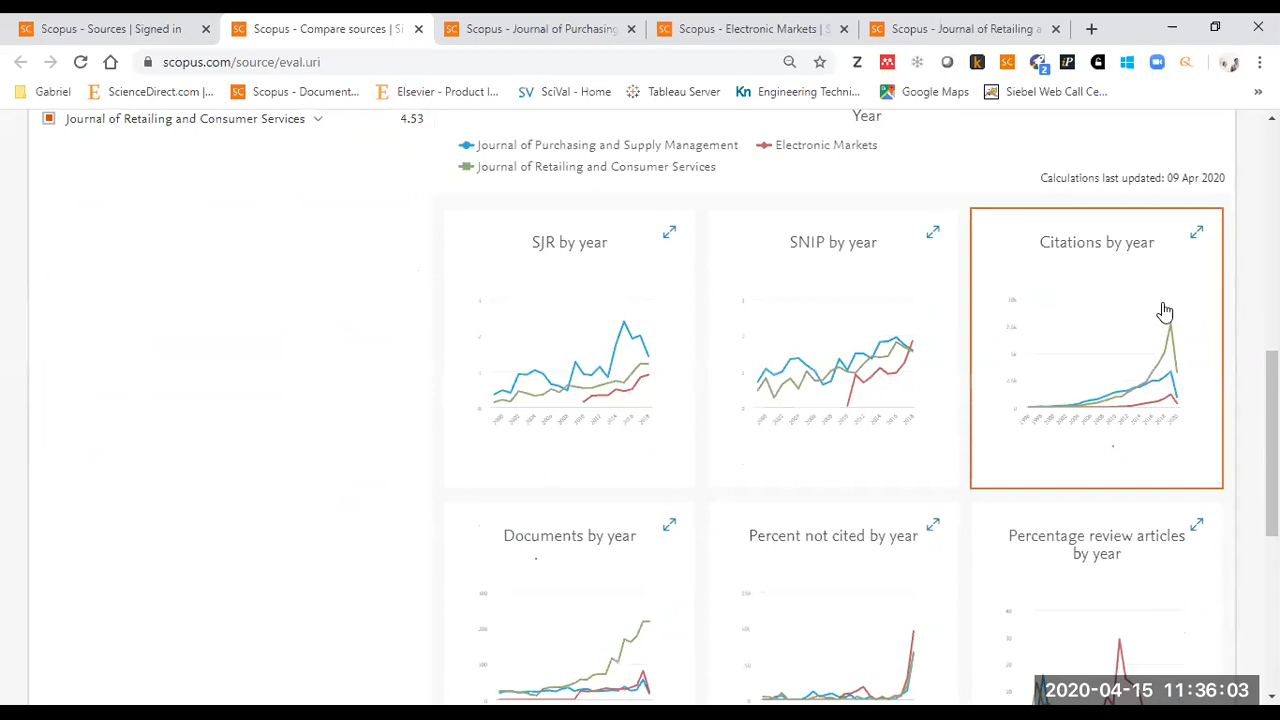 Scopus - Sources | Signed in
Scopus - Compare sources | Si
Scopus - Journal of Purchasing
Scopus - Electronic Markets | S
Scopus - Journal of Retailing a
scopus.com/source/eval.uri
Gabriel
ScienceDirect.com |...
Scopus - Documen...
Elsevier - Product I...
SciVal - Home
Tableau Server
Engineering Techni...
Google Maps
Siebel Web Call Ce...
Journal of Retailing and Consumer Services
4.53
Year
Journal of Purchasing and Supply Management
Electronic Markets
Journal of Retailing and Consumer Services
Calculations last updated: 09 Apr 2020
SJR by year
SNIP by year
Citations by year
Documents by year
Percent not cited by year
Percentage review articles
by year
2020-04-15 11:36:03